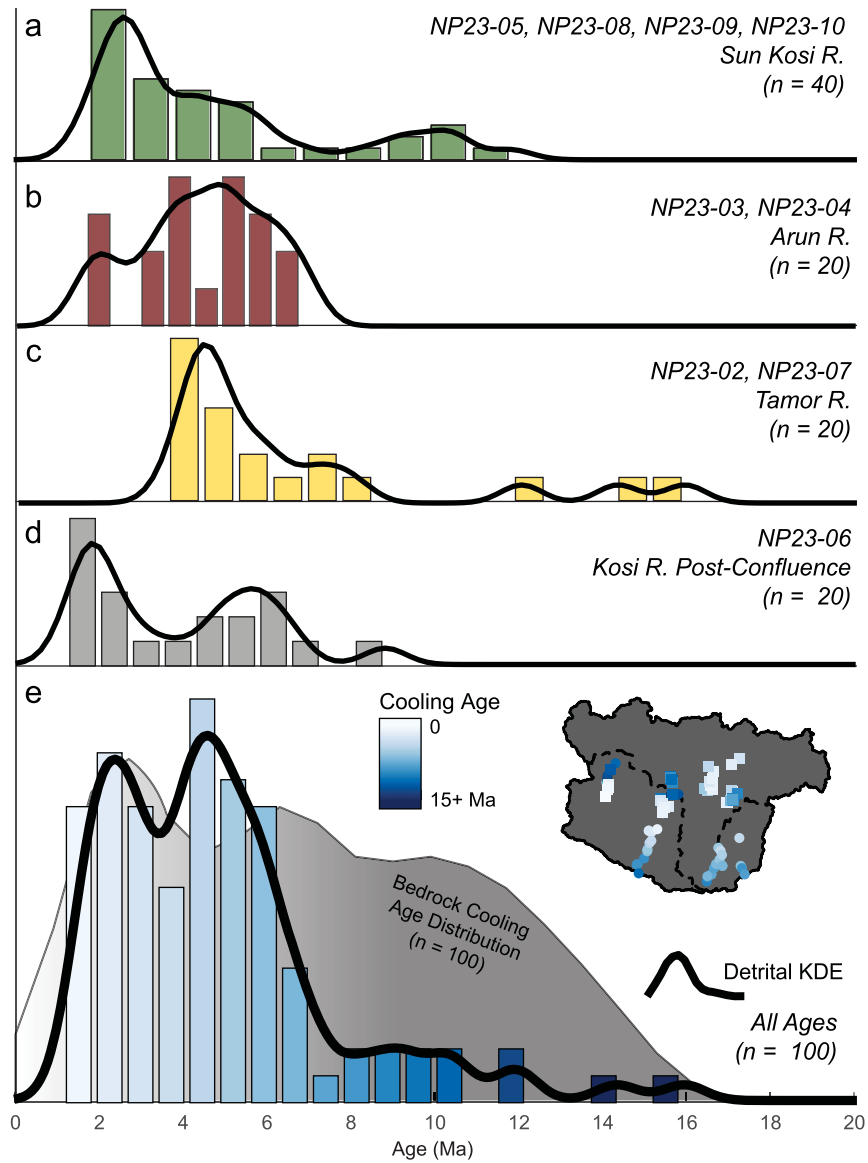 a
NP23-05, NP23-08, NP23-09, NP23-10
Sun Kosi R.
(n = 40)
b
NP23-03, NP23-04
Arun R.
(n = 20)
c
NP23-02, NP23-07
Tamor R.
(n = 20)
d
NP23-06
Kosi R. Post-Confluence
(n = 20)
e
Cooling Age
0
15+ Ma
Bedrock Cooling
Age Distribution
(n = 100)
Detrital KDE
All Ages
(n = 100)
0 2 4 6 8 10 12 14 16 18 20
Age (Ma)